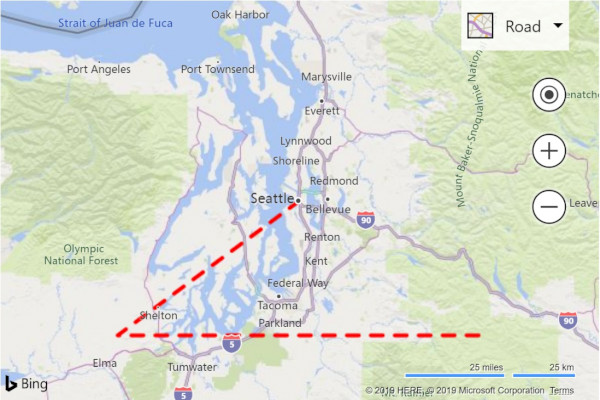 Oak Harbor
Strait of Juan de Fuca
Road
Port Angeles
Port Townsend
Marysville
Everett
Mount Baker-Snoqualmie Nation
enatche
Lynnwood
Shoreline
Redmond
Seattle
Bellevue
90
Leave
Renton
Olympic
National Forest
Kent
Federal Way
Tacoma
Shelton
Parkland
90
5
Elma
Tumwater
25 miles
25 km
Bing
5
© 2019 HERE, © 2019 Microsoft Corporation Terms